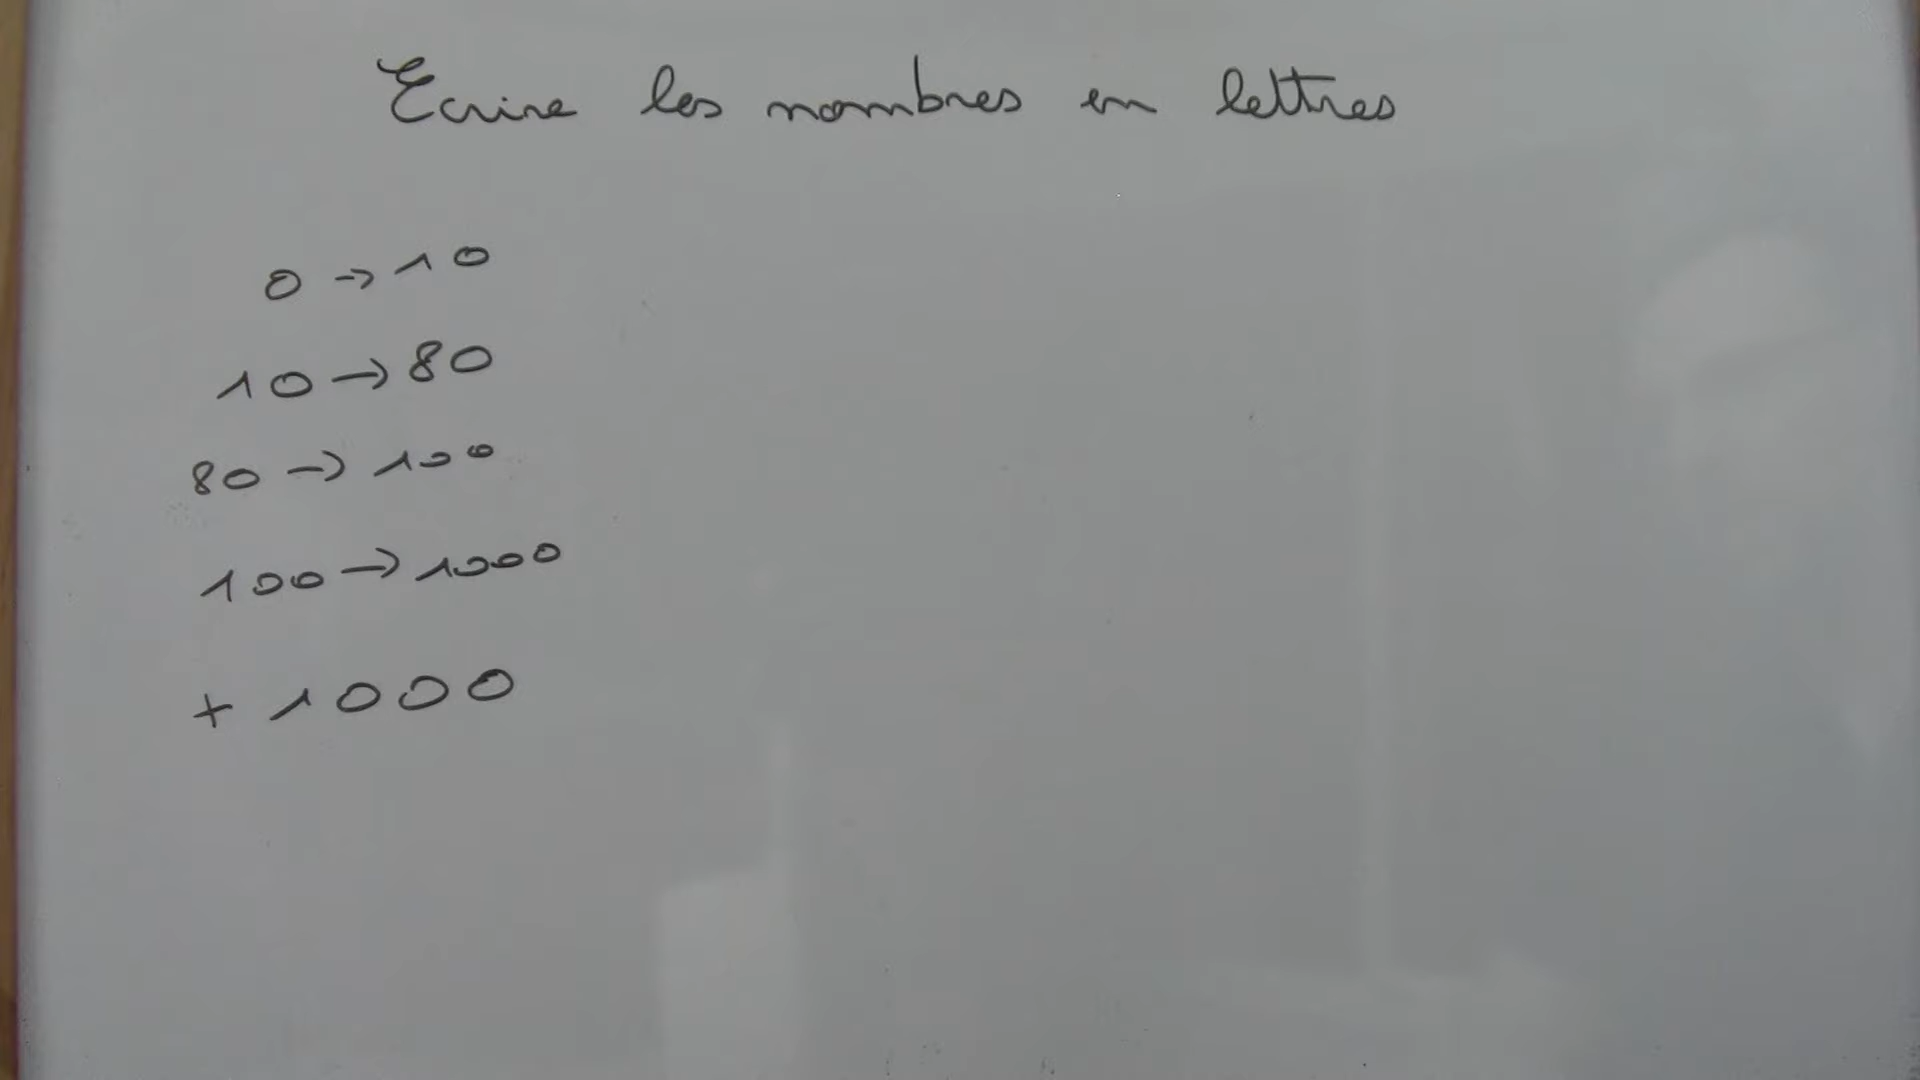 Ecrire les nombres en lettres
0 → 10
10 → 80
80 → 100
100 → 1000
+ 1000